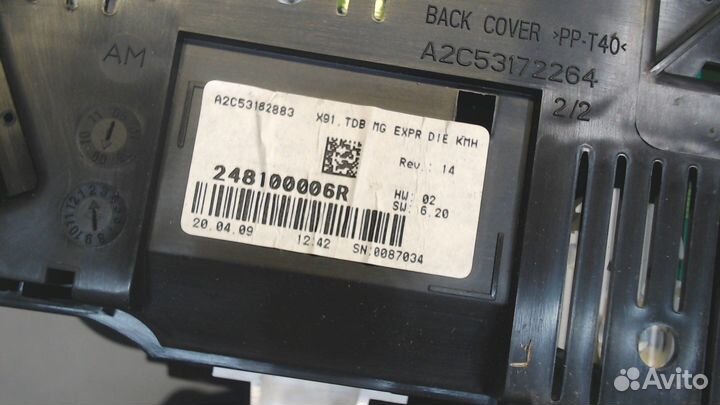 BACK COVER >PP-T40<
A2C53172264
2/2
AM
A2C53182883 X91.TDB MG EXPR DIE KMH
Rev.: 14
248100006R
HW: 02
SW: 6.20
20.04.09 12:42 SN:0087034
Avito